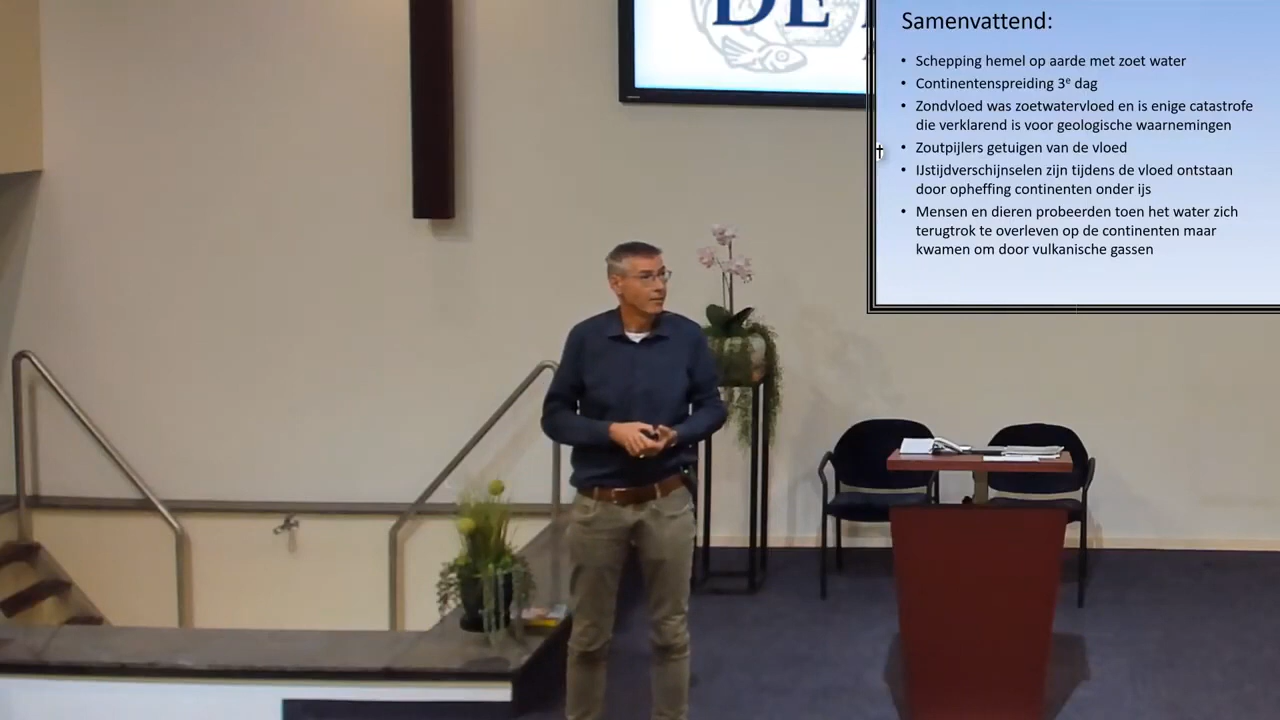 DE
Samenvattend:
• Schepping hemel op aarde met zoet water
• Continentenspreiding 3e dag
• Zondvloed was zoetwatervloed en is enige catastrofe
die verklarend is voor geologische waarnemingen
• Zoutpijlers getuigen van de vloed
• IJstijdverschijnselen zijn tijdens de vloed ontstaan
door opheffing continenten onder ijs
• Mensen en dieren probeerden toen het water zich
terugtrok te overleven op de continenten maar
kwamen om door vulkanische gassen